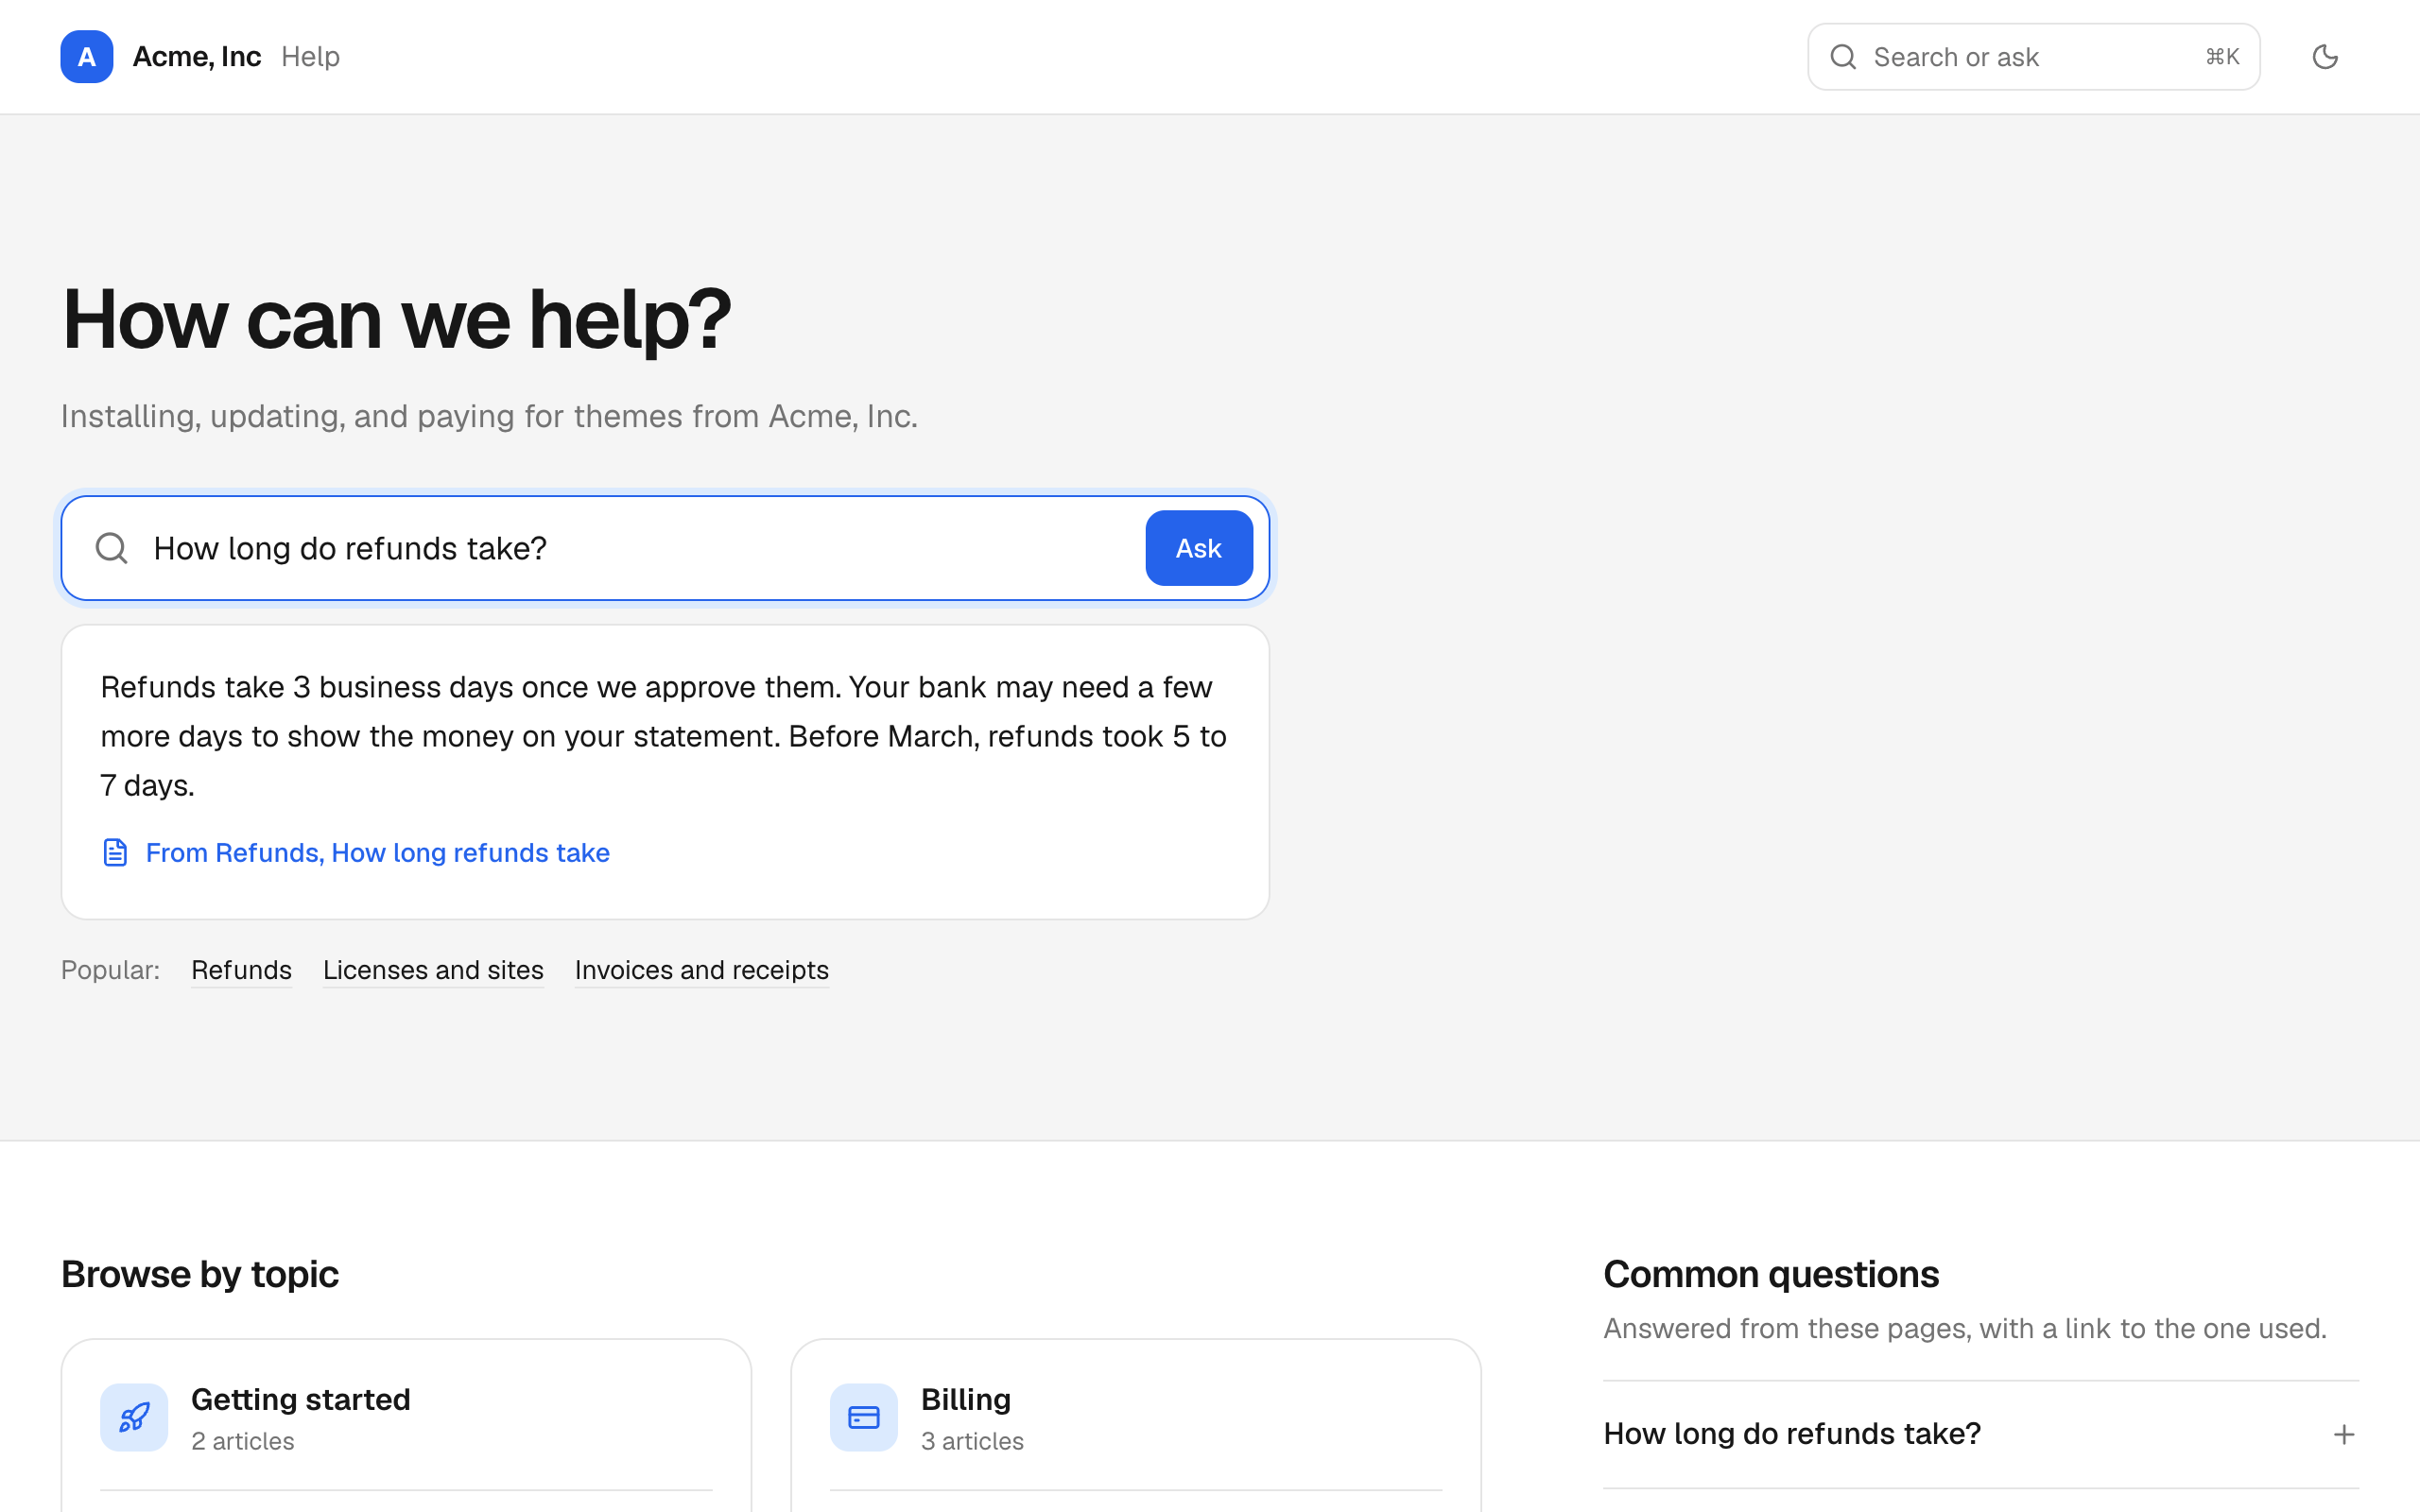 A Acme, Inc Help
Search or ask ⌘K
How can we help?
Installing, updating, and paying for themes from Acme, Inc.
How long do refunds take?
Ask
Refunds take 3 business days once we approve them. Your bank may need a few
more days to show the money on your statement. Before March, refunds took 5 to
7 days.
From Refunds, How long refunds take
Popular: Refunds Licenses and sites Invoices and receipts
Browse by topic
Getting started
2 articles
Billing
3 articles
Common questions
Answered from these pages, with a link to the one used.
How long do refunds take?